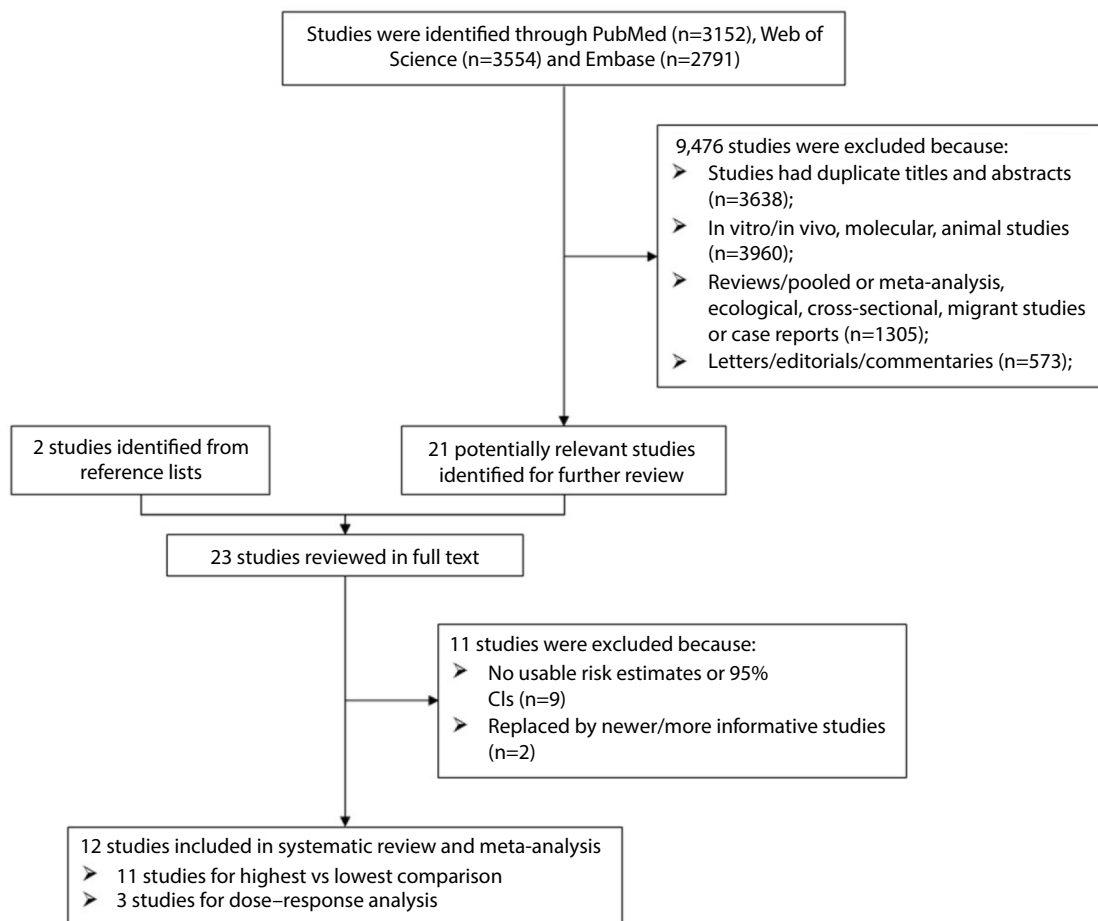 Studies were identified through PubMed (n=3152), Web of
Science (n=3554) and Embase (n=2791)
9,476 studies were excluded because:
➢ Studies had duplicate titles and abstracts
(n=3638);
➢ In vitro/in vivo, molecular, animal studies
(n=3960);
➢ Reviews/pooled or meta-analysis,
ecological, cross-sectional, migrant studies
or case reports (n=1305);
➢ Letters/editorials/commentaries (n=573);
2 studies identified from
reference lists
21 potentially relevant studies
identified for further review
23 studies reviewed in full text
11 studies were excluded because:
➢ No usable risk estimates or 95%
CIs (n=9)
➢ Replaced by newer/more informative studies
(n=2)
12 studies included in systematic review and meta-analysis
➢ 11 studies for highest vs lowest comparison
➢ 3 studies for dose–response analysis